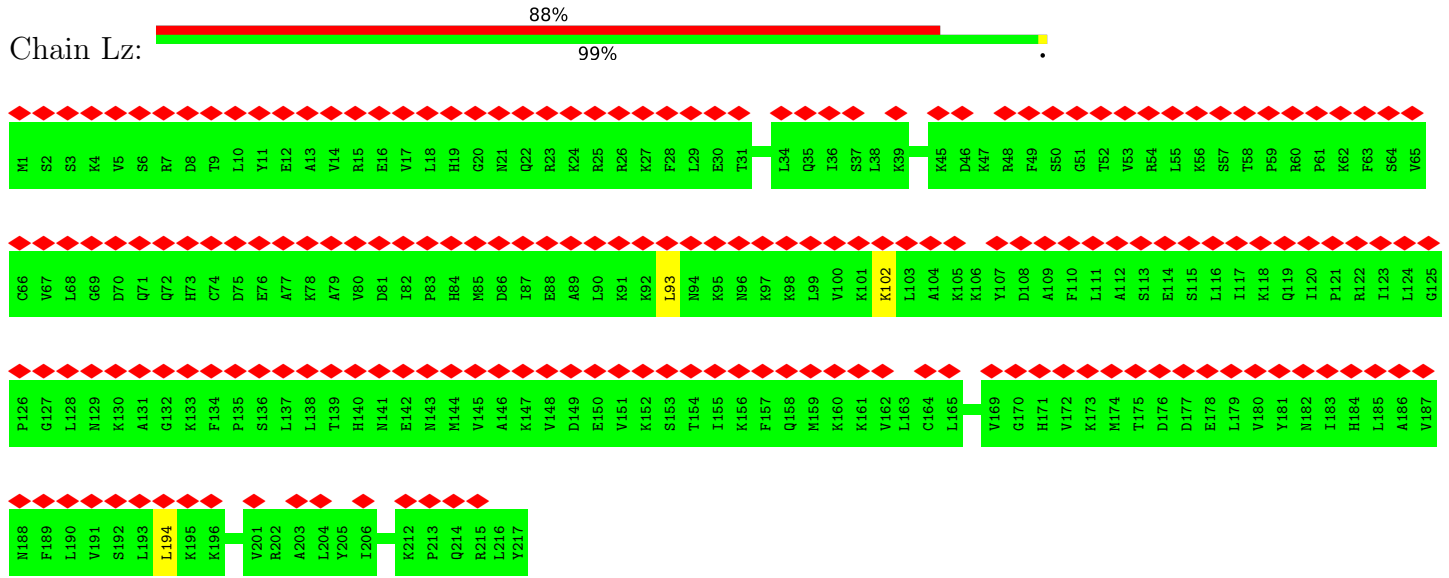 88%
Chain Lz:
99%
.
M1 S2 S3 K4 V5 S6 R7 D8 T9 L10 Y11 E12 A13 V14 R15 E16 V17 L18 H19 G20 N21 Q22 R23 K24 R25 R26 K27 F28 L29 E30 T31 L34 Q35 I36 S37 L38 K39 K45 D46 K47 R48 F49 S50 G51 T52 V53 R54 L55 K56 S57 T58 P59 R60 P61 K62 F63 S64 V65
C66 V67 L68 G69 D70 Q71 Q72 H73 C74 D75 E76 A77 K78 A79 V80 D81 I82 P83 H84 M85 D86 I87 E88 A89 L90 K91 K92 L93 N94 K95 N96 K97 K98 L99 V100 K101 K102 L103 A104 K105 K106 Y107 D108 A109 F110 L111 A112 S113 E114 S115 L116 I117 K118 Q119 I120 P121 R122 I123 L124 G125
P126 G127 L128 N129 K130 A131 G132 K133 F134 P135 S136 L137 L138 T139 H140 N141 E142 N143 M144 V145 A146 K147 V148 D149 E150 V151 K152 S153 T154 I155 K156 F157 Q158 M159 K160 K161 V162 L163 C164 L165 V169 G170 H171 V172 K173 M174 T175 D176 D177 E178 L179 V180 Y181 N182 I183 H184 L185 A186 V187
N188 F189 L190 V191 S192 L193 L194 K195 K196 V201 R202 A203 L204 Y205 I206 K212 P213 Q214 R215 L216 Y217